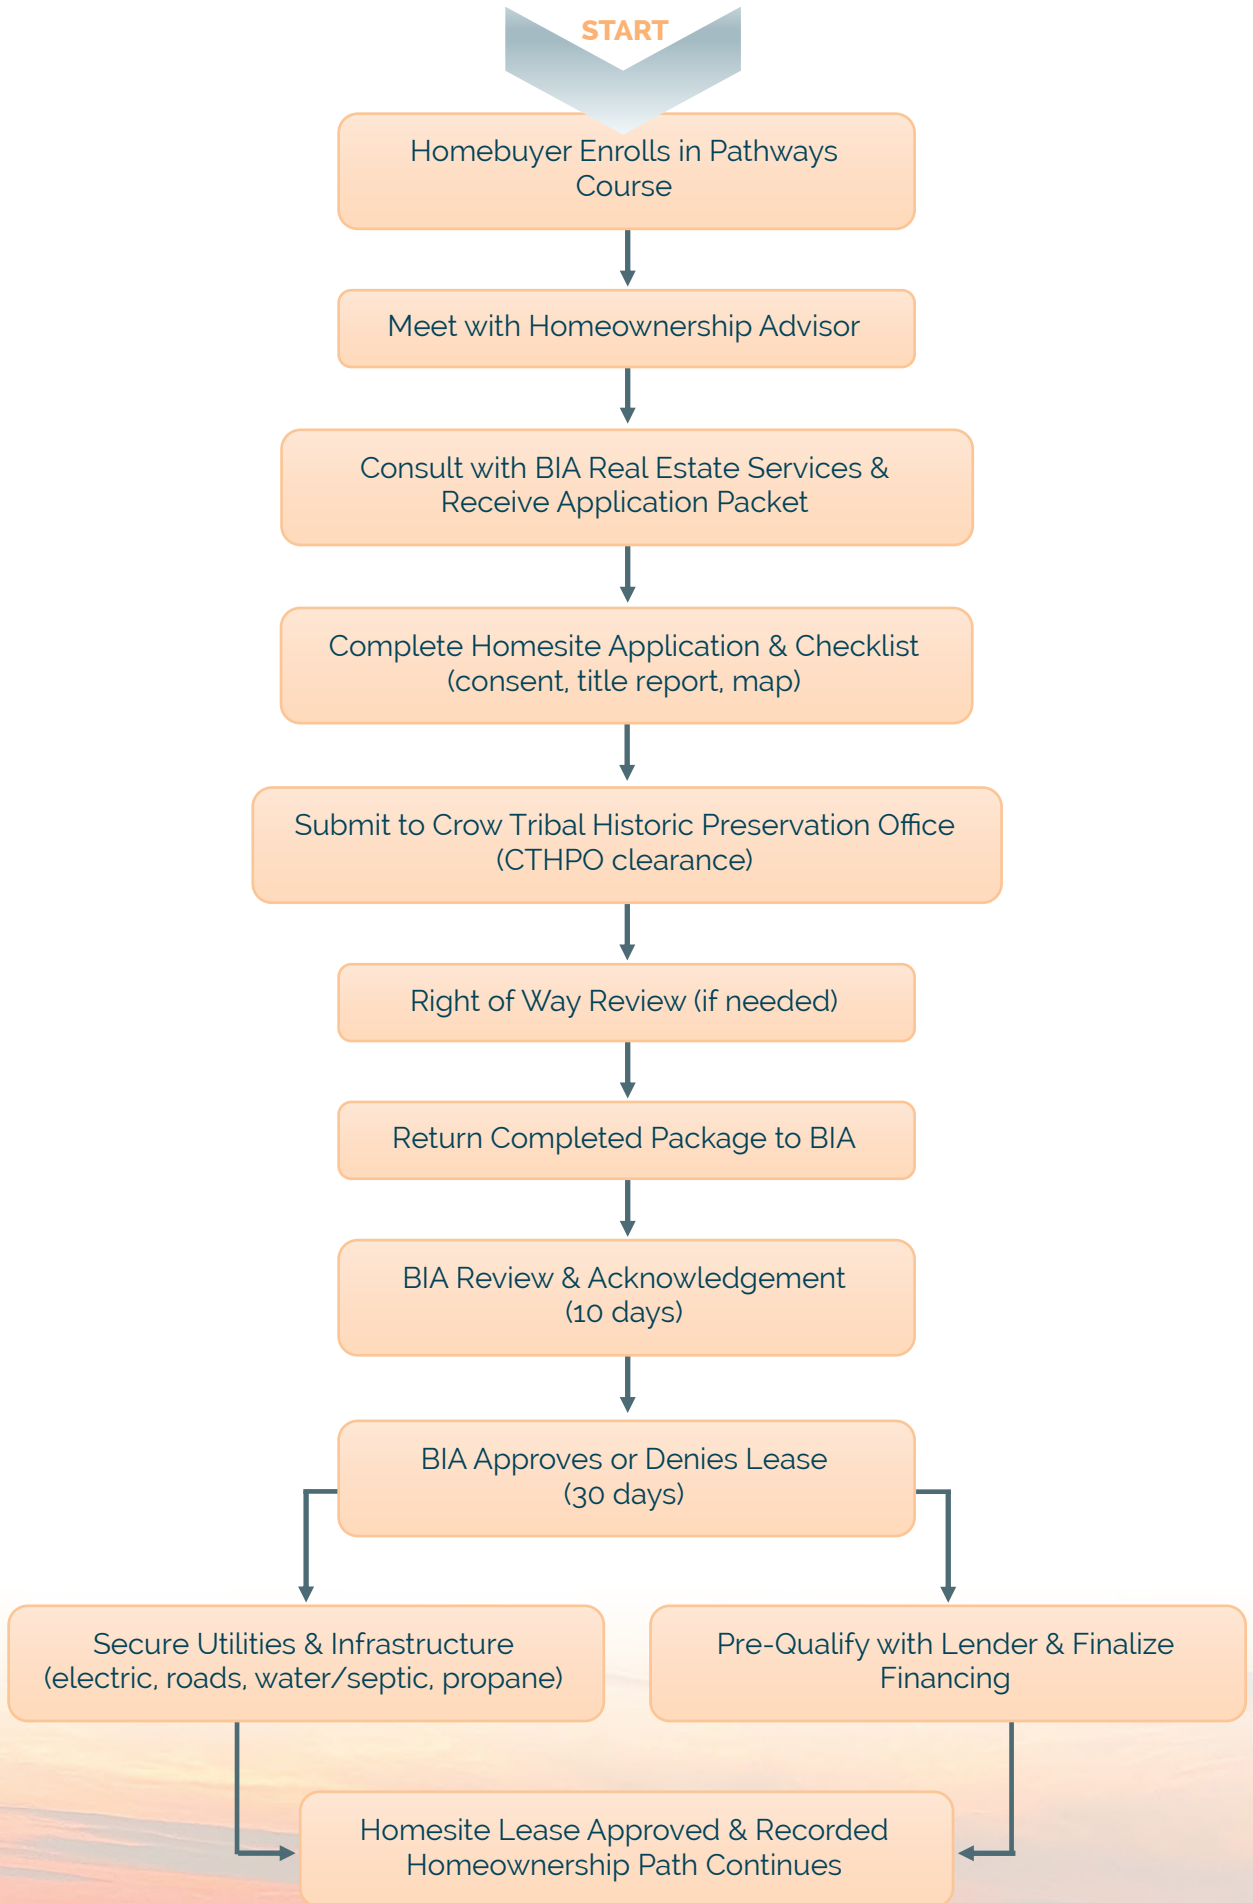 START
Homebuyer Enrolls in Pathways
Course
Meet with Homeownership Advisor
Consult with BIA Real Estate Services &
Receive Application Packet
Complete Homesite Application & Checklist
(consent, title report, map)
Submit to Crow Tribal Historic Preservation Office
(CTHPO clearance)
Right of Way Review (if needed)
Return Completed Package to BIA
BIA Review & Acknowledgement
(10 days)
BIA Approves or Denies Lease
(30 days)
Secure Utilities & Infrastructure
(electric, roads, water/septic, propane)
Pre-Qualify with Lender & Finalize
Financing
Homesite Lease Approved & Recorded
Homeownership Path Continues